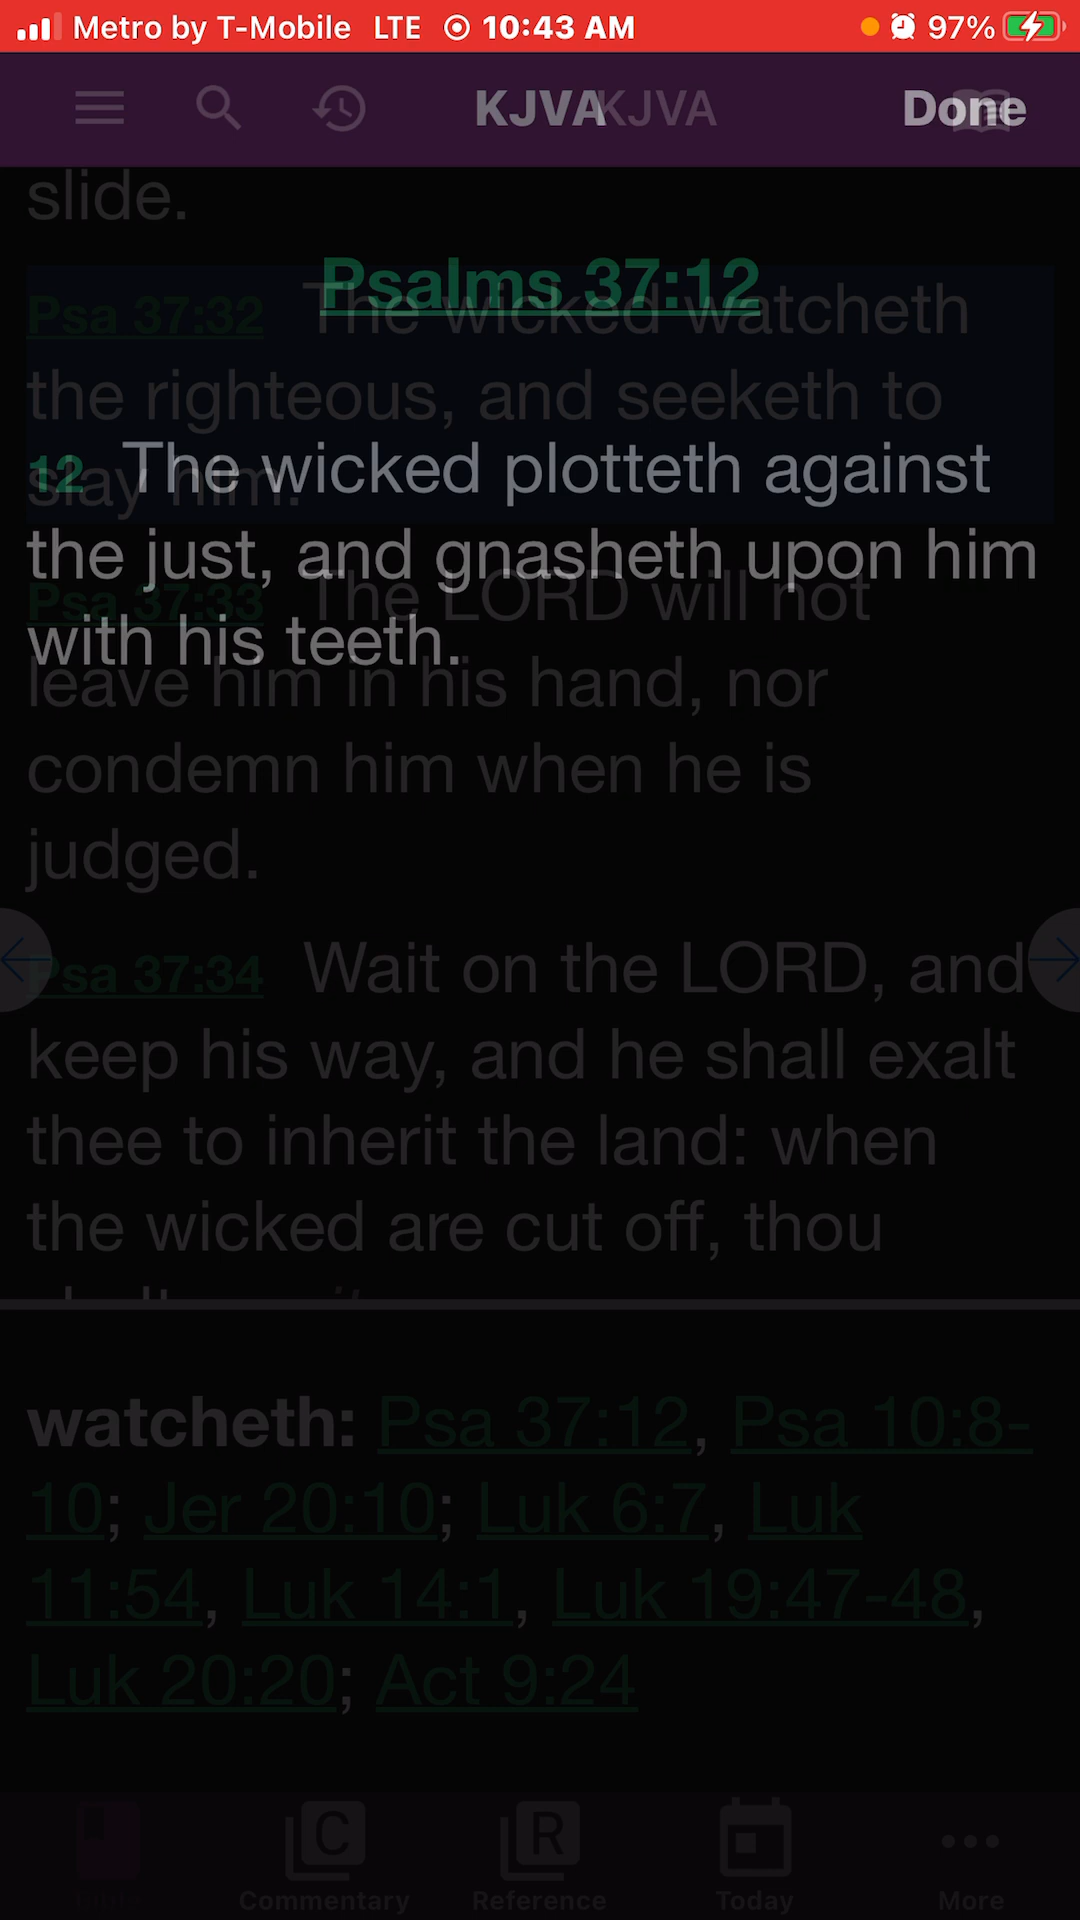 Metro by T-Mobile LTE 10:43 AM 97%
KJVA KJVA Done
slide.
Psalms 37:12
Psa 37:32 The wicked watcheth
the righteous, and seeketh to
slay him.
12 The wicked plotteth against
the just, and gnasheth upon him
with his teeth.
Psa 37:33 The LORD will not
leave him in his hand, nor
condemn him when he is
judged.
Psa 37:34 Wait on the LORD, and
keep his way, and he shall exalt
thee to inherit the land: when
the wicked are cut off, thou
watcheth: Psa 37:12, Psa 10:8-
10; Jer 20:10; Luk 6:7, Luk
11:54, Luk 14:1, Luk 19:47-48,
Luk 20:20; Act 9:24
C R
Commentary Reference Today More